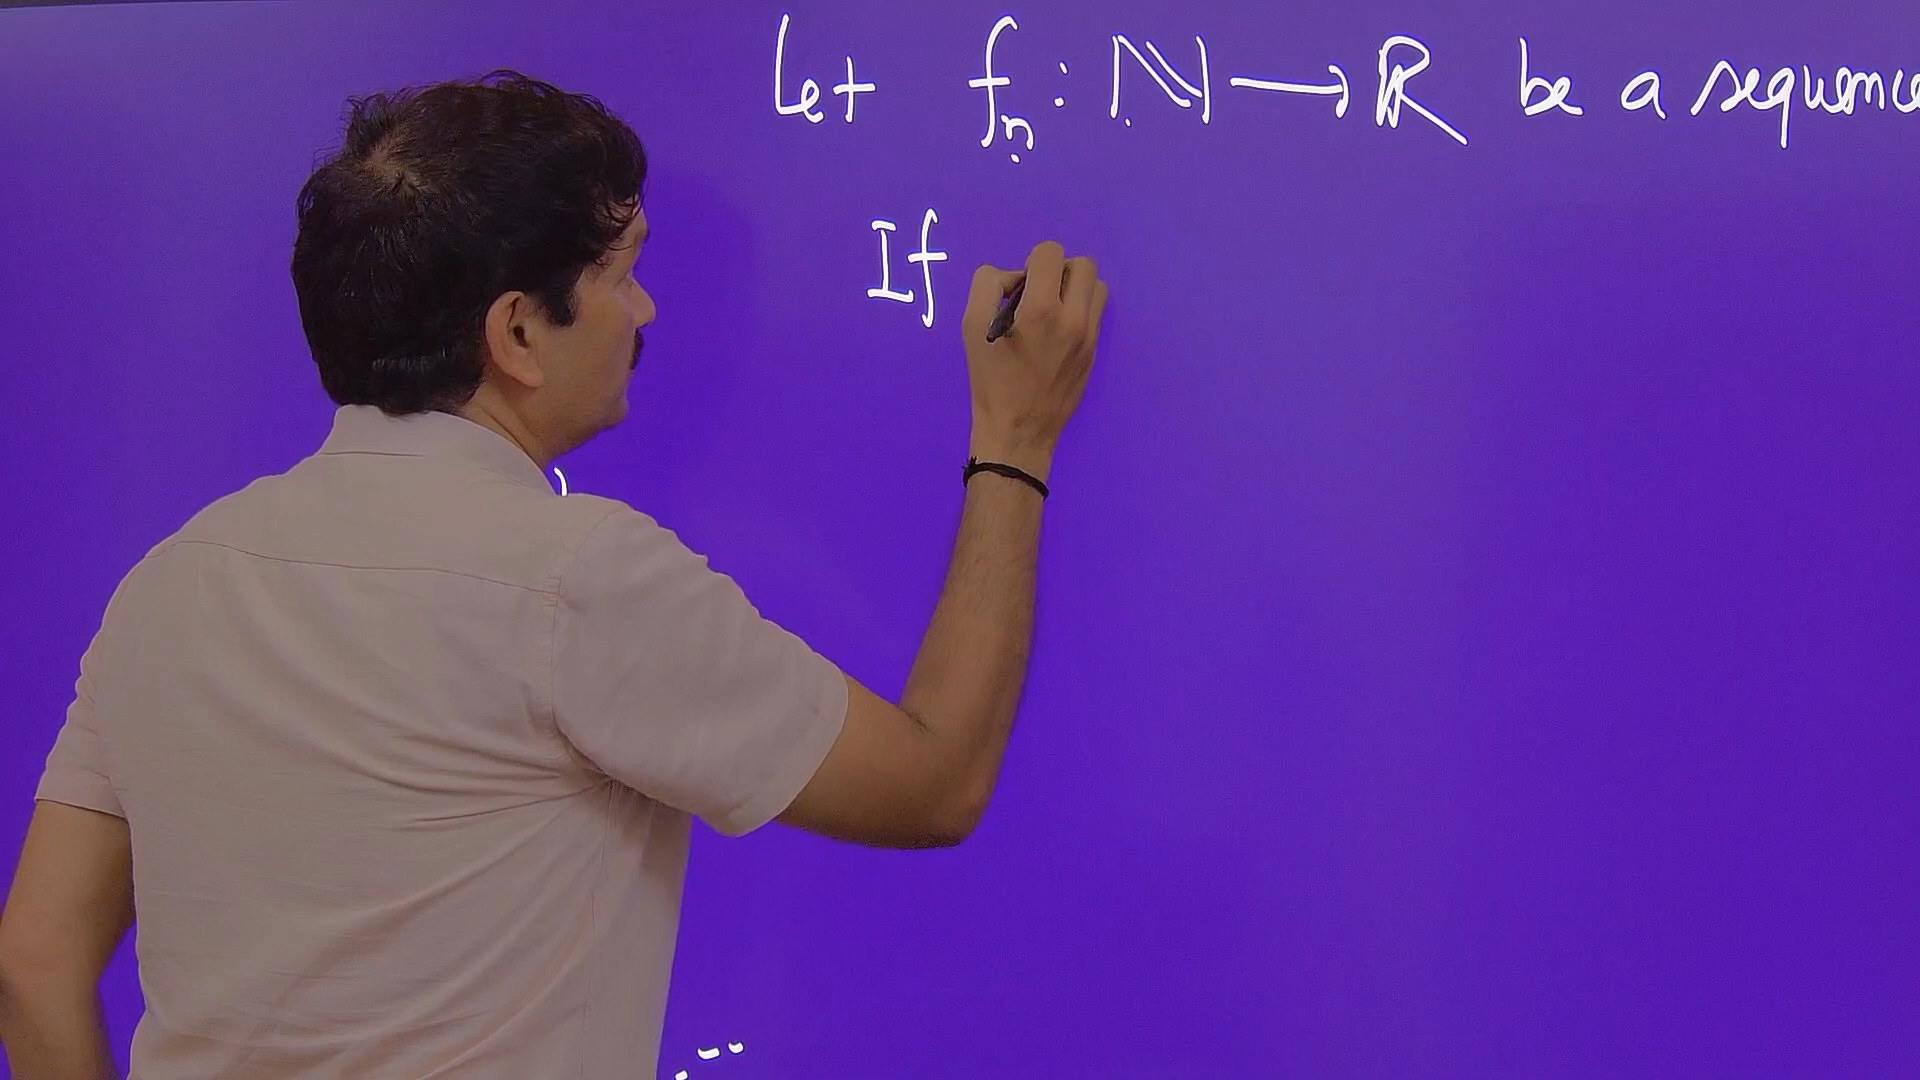 Let fₙ : ℕ → ℝ be a sequence
If